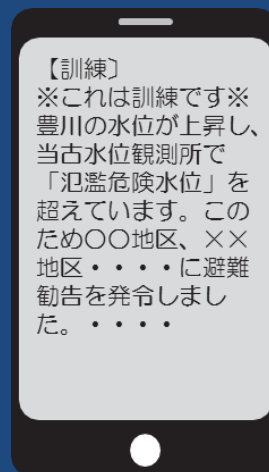 【訓練〕
※これは訓練です※
豊川の水位が上昇し、
当古水位観測所で
「氾濫危険水位」を
超えています。この
ため〇〇地区、××
地区・・・・に避難
勧告を発令しまし
た。・・・・